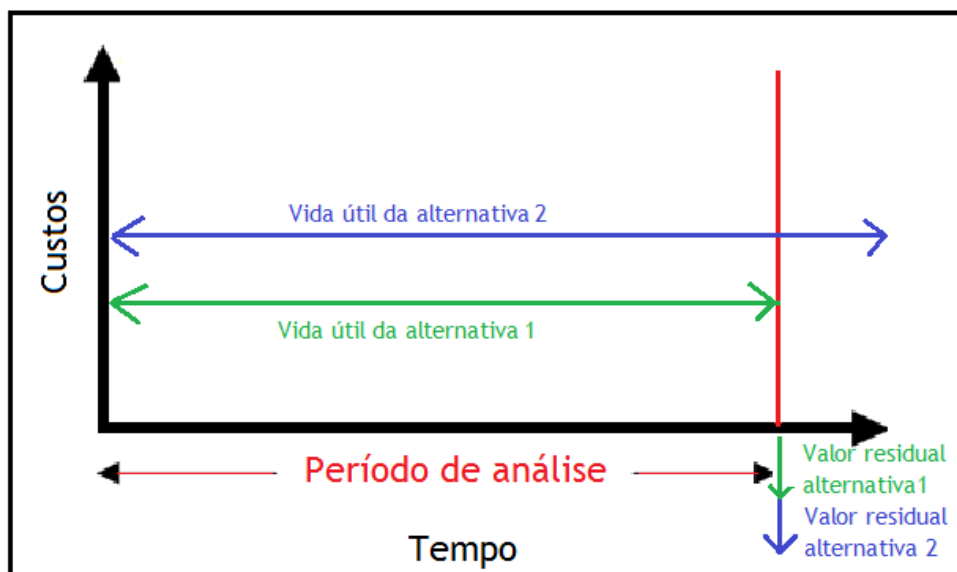 Custos
Vida útil da alternativa 2
Vida útil da alternativa 1
Período de análise
Valor residual
alternativa1
Valor residual
alternativa 2
Tempo